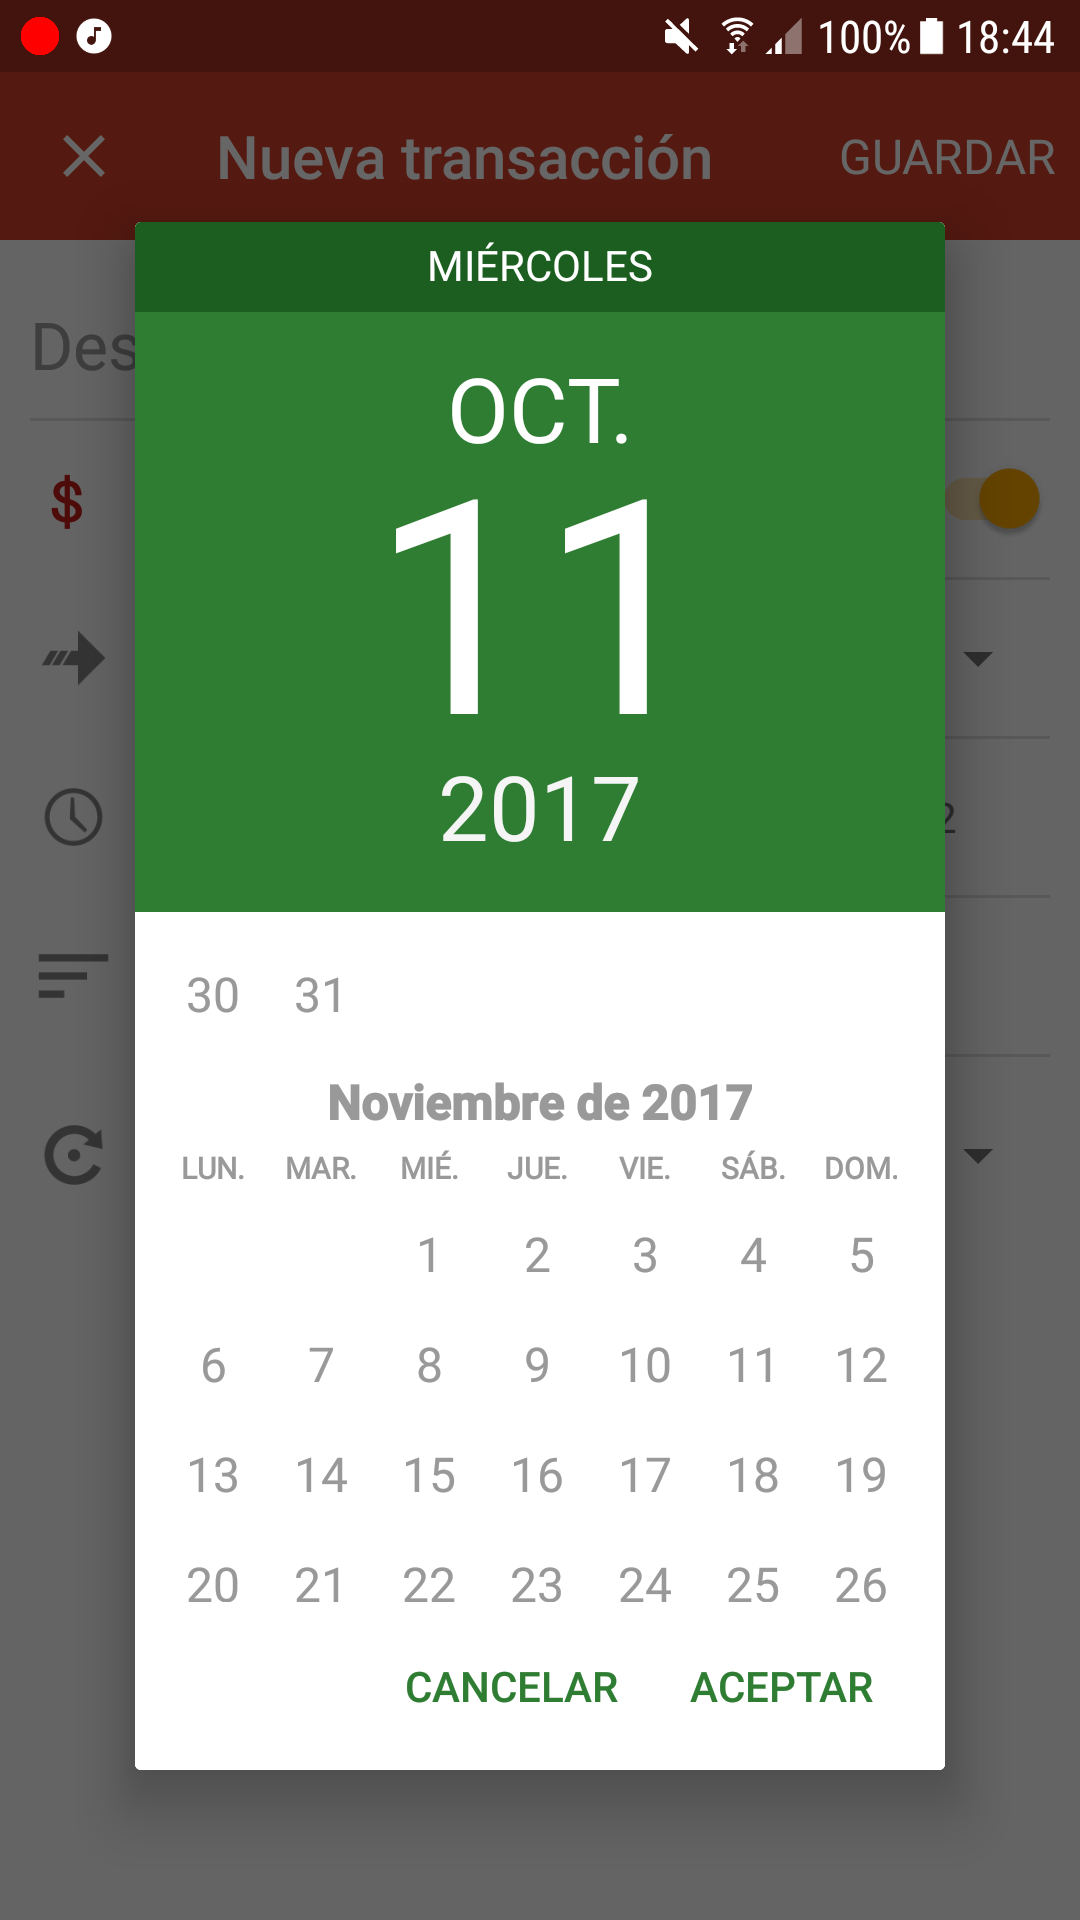 100% 18:44
Nueva transacción GUARDAR
MIÉRCOLES
Des
OCT.
$
11
2017
2
30 31
Noviembre de 2017
LUN. MAR. MIÉ. JUE. VIE. SÁB. DOM.
1 2 3 4 5
6 7 8 9 10 11 12
13 14 15 16 17 18 19
20 21 22 23 24 25 26
CANCELAR ACEPTAR